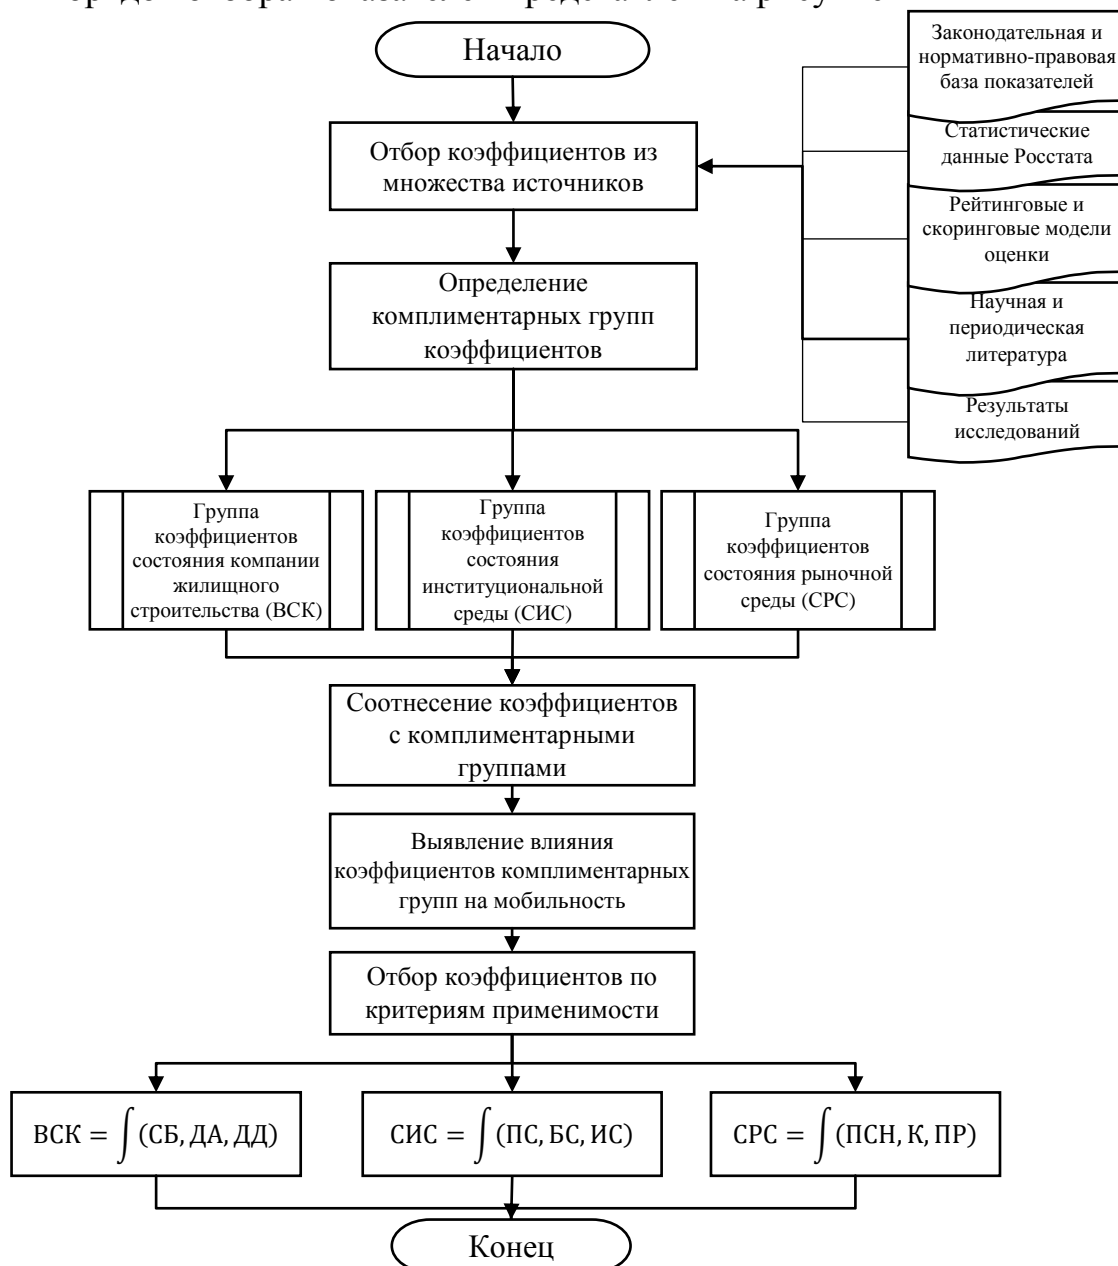 Начало
Законодательная и
нормативно-правовая
база показателей
Статистические
данные Росстата
Рейтинговые и
скоринговые модели
оценки
Научная и
периодическая
литература
Результаты
исследований
Отбор коэффициентов из
множества источников
Определение
комплиментарных групп
коэффициентов
Группа
коэффициентов
состояния компании
жилищного
строительства (ВСК)
Группа
коэффициентов
состояния
институциональной
среды (СИС)
Группа
коэффициентов
состояния рыночной
среды (СРС)
Соотнесение коэффициентов
с комплиментарными
группами
Выявление влияния
коэффициентов комплиментарных
групп на мобильность
Отбор коэффициентов по
критериям применимости
ВСК = ∫(СБ, ДА, ДД)
СИС = ∫(ПС, БС, ИС)
СРС = ∫(ПСН, К, ПР)
Конец